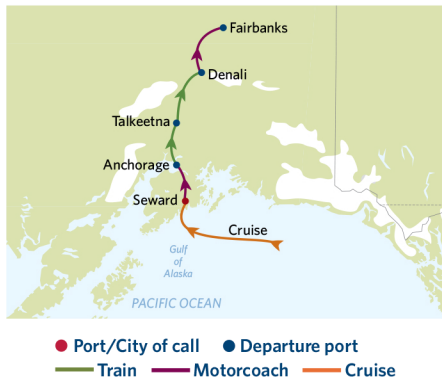 Fairbanks
Denali
Talkeetna
Anchorage
Seward
Cruise
Gulf
of
Alaska
PACIFIC OCEAN
Port/City of call Departure port
Train Motorcoach Cruise